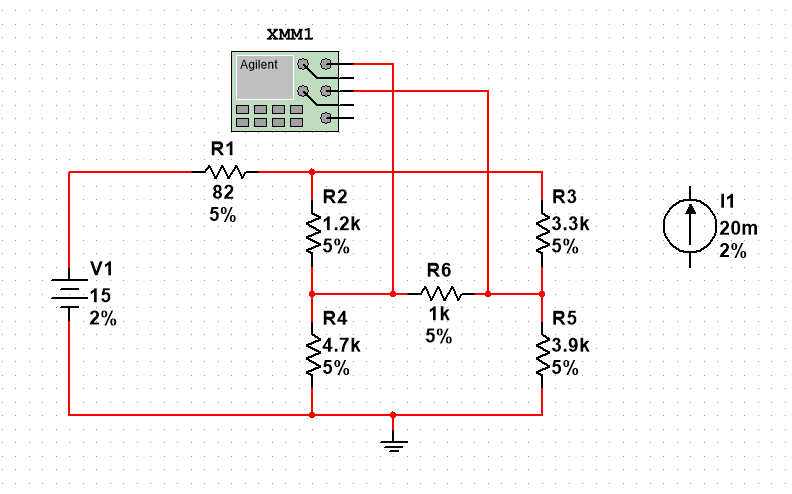 XMM1
Agilent
R1
82
5%
R2
1.2k
5%
R3
3.3k
5%
I1
20m
2%
V1
15
2%
R6
1k
5%
R4
4.7k
5%
R5
3.9k
5%